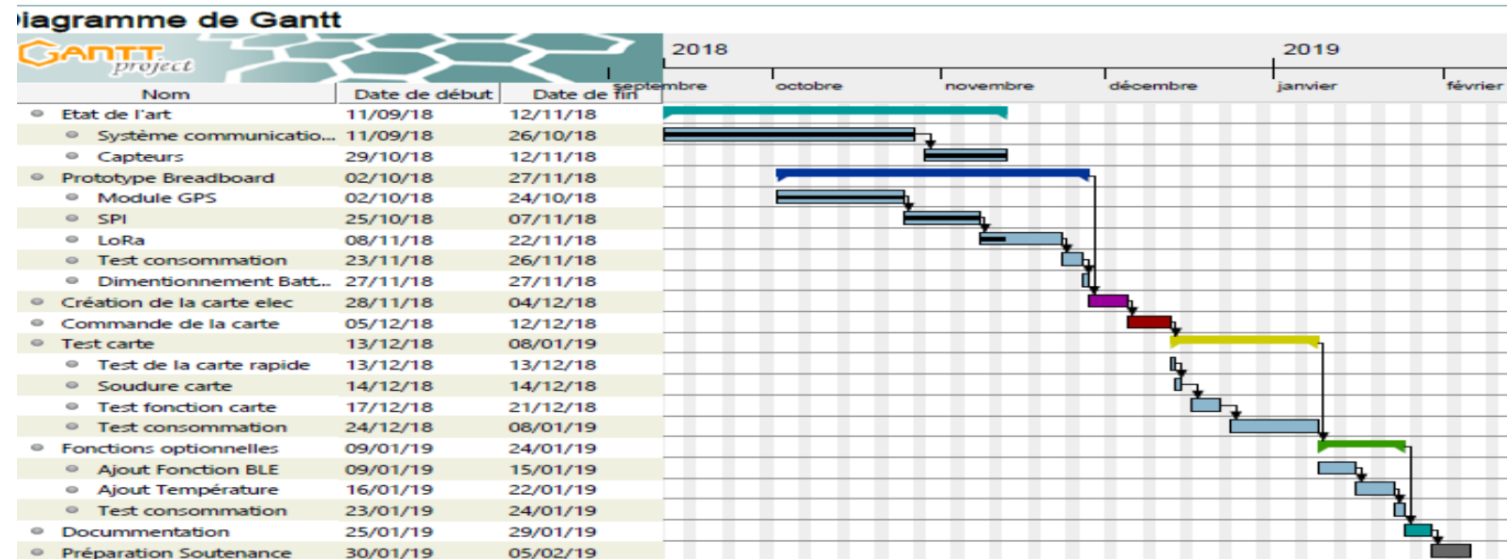 iagramme de Gantt
GANTT project
2018 2019
septembre octobre novembre décembre janvier février
Nom Date de début Date de fin
Etat de l'art 11/09/18 12/11/18
Système communicatio... 11/09/18 26/10/18
Capteurs 29/10/18 12/11/18
Prototype Breadboard 02/10/18 27/11/18
Module GPS 02/10/18 24/10/18
SPI 25/10/18 07/11/18
LoRa 08/11/18 22/11/18
Test consommation 23/11/18 26/11/18
Dimentionnement Batt... 27/11/18 27/11/18
Création de la carte elec 28/11/18 04/12/18
Commande de la carte 05/12/18 12/12/18
Test carte 13/12/18 08/01/19
Test de la carte rapide 13/12/18 13/12/18
Soudure carte 14/12/18 14/12/18
Test fonction carte 17/12/18 21/12/18
Test consommation 24/12/18 08/01/19
Fonctions optionnelles 09/01/19 24/01/19
Ajout Fonction BLE 09/01/19 15/01/19
Ajout Température 16/01/19 22/01/19
Test consommation 23/01/19 24/01/19
Docummentation 25/01/19 29/01/19
Préparation Soutenance 30/01/19 05/02/19